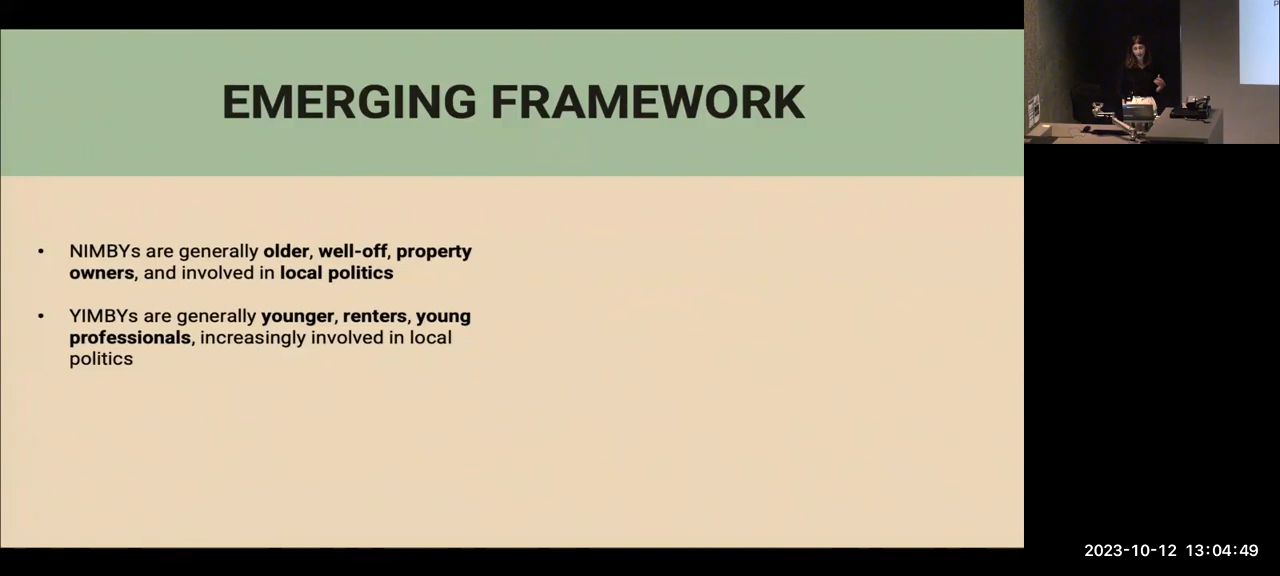 EMERGING FRAMEWORK
• NIMBYs are generally older, well-off, property
owners, and involved in local politics
• YIMBYs are generally younger, renters, young
professionals, increasingly involved in local
politics
2023-10-12 13:04:49